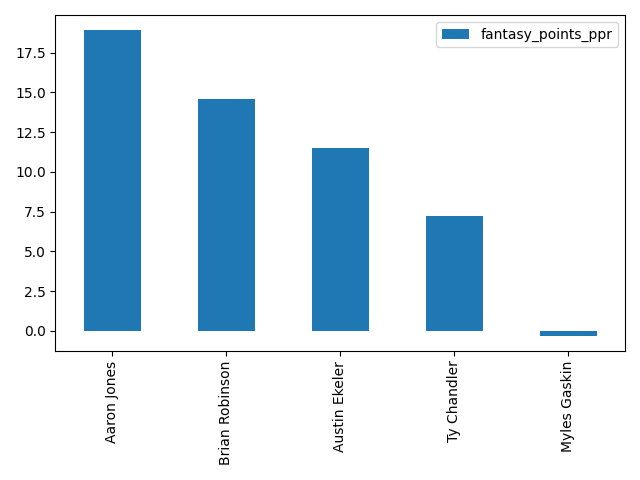 fantasy_points_ppr
17.5
15.0
12.5
10.0
7.5
5.0
2.5
0.0
Aaron Jones
Brian Robinson
Austin Ekeler
Ty Chandler
Myles Gaskin